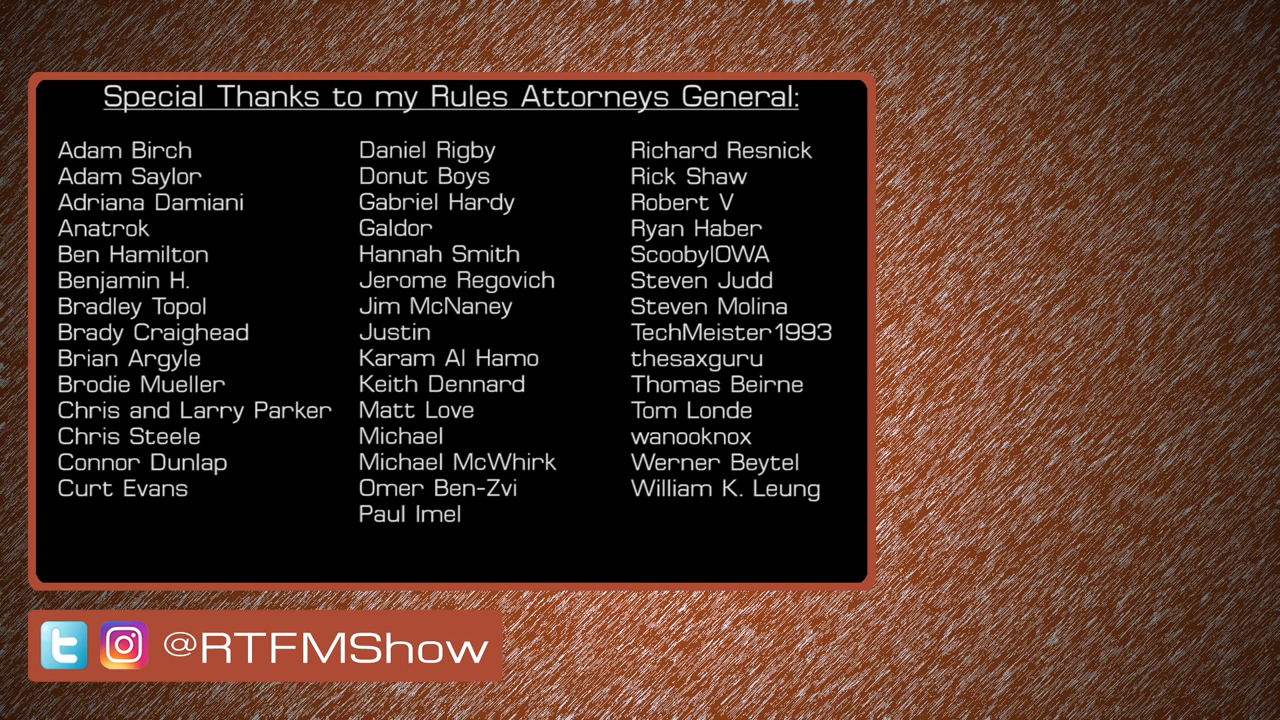 Special Thanks to my Rules Attorneys General:
Adam Birch
Adam Saylor
Adriana Damiani
Anatrok
Ben Hamilton
Benjamin H.
Bradley Topol
Brady Craighead
Brian Argyle
Brodie Mueller
Chris and Larry Parker
Chris Steele
Connor Dunlap
Curt Evans
Daniel Rigby
Donut Boys
Gabriel Hardy
Galdor
Hannah Smith
Jerome Regovich
Jim McNaney
Justin
Karam Al Hamo
Keith Dennard
Matt Love
Michael
Michael McWhirk
Omer Ben-Zvi
Paul Imel
Richard Resnick
Rick Shaw
Robert V
Ryan Haber
ScoobyIOWA
Steven Judd
Steven Molina
TechMeister1993
thesaxguru
Thomas Beirne
Tom Londe
wanooknox
Werner Beytel
William K. Leung
@RTFMShow